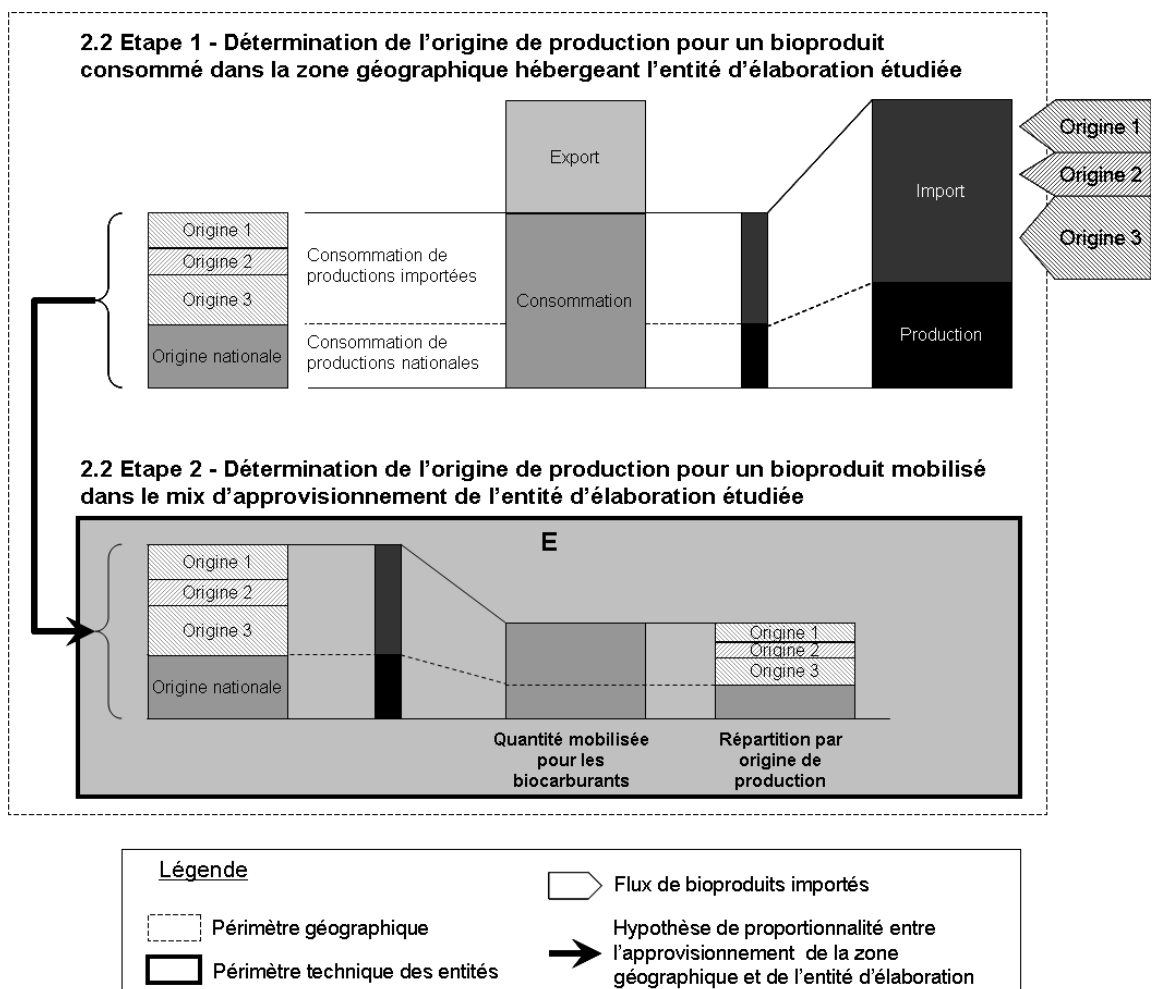 2.2 Etape 1 - Détermination de l'origine de production pour un bioproduit
consommé dans la zone géographique hébergeant l'entité d'élaboration étudiée
Export
Import
Origine 1
Origine 2
Origine 3
Origine 1
Origine 2
Origine 3
Origine nationale
Consommation de
productions importées
Consommation de
productions nationales
Consommation
Production
2.2 Etape 2 - Détermination de l'origine de production pour un bioproduit mobilisé
dans le mix d'approvisionnement de l'entité d'élaboration étudiée
E
Origine 1
Origine 2
Origine 3
Origine nationale
Origine 1
Origine 2
Origine 3
Quantité mobilisée
pour les
biocarburants
Répartition par
origine de
production
Légende
Périmètre géographique
Périmètre technique des entités
Flux de bioproduits importés
Hypothèse de proportionnalité entre
l'approvisionnement de la zone
géographique et de l'entité d'élaboration